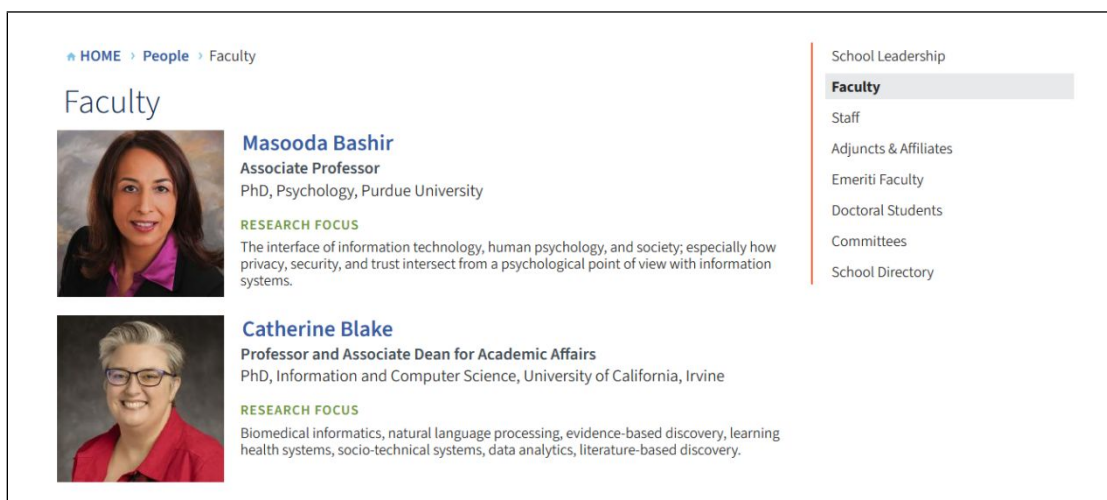 HOME › People › Faculty
Faculty
Masooda Bashir
Associate Professor
PhD, Psychology, Purdue University
RESEARCH FOCUS
The interface of information technology, human psychology, and society; especially how
privacy, security, and trust intersect from a psychological point of view with information
systems.
Catherine Blake
Professor and Associate Dean for Academic Affairs
PhD, Information and Computer Science, University of California, Irvine
RESEARCH FOCUS
Biomedical informatics, natural language processing, evidence-based discovery, learning
health systems, socio-technical systems, data analytics, literature-based discovery.
School Leadership
Faculty
Staff
Adjuncts & Affiliates
Emeriti Faculty
Doctoral Students
Committees
School Directory